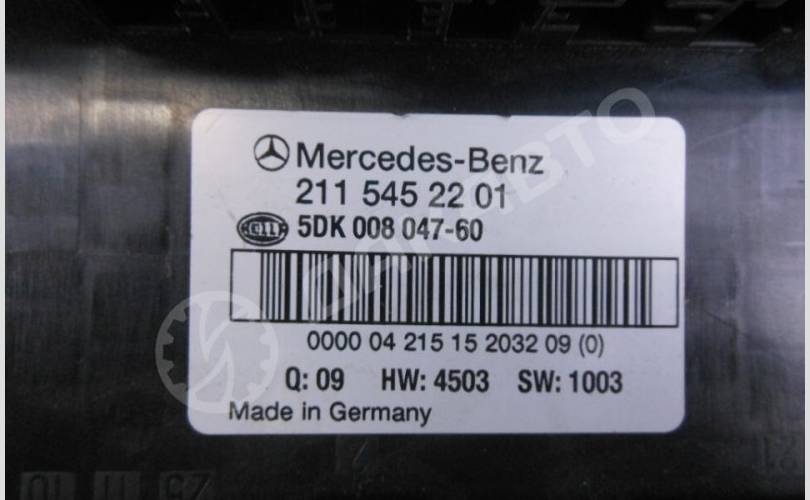 Mercedes-Benz
211 545 22 01
5DK 008 047-60
0000 04 215 15 2032 09 (0)
Q: 09 HW: 4503 SW: 1003
Made in Germany